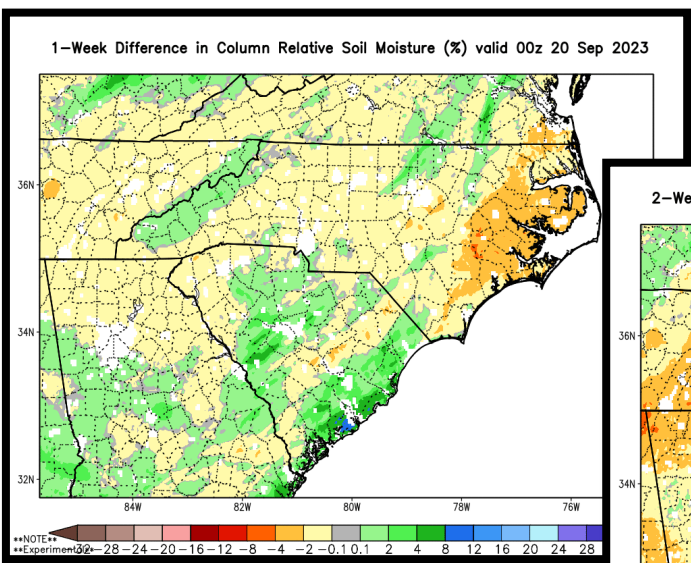 1-Week Difference in Column Relative Soil Moisture (%) valid 00z 20 Sep 2023
36N
34N
32N
84W
82W
80W
78W
76W
**NOTE**
**Experimental**
-32 -28 -24 -20 -16 -12 -8 -4 -2 -0.1 0.1 2 4 8 12 16 20 24 28
2-We
36N
34N